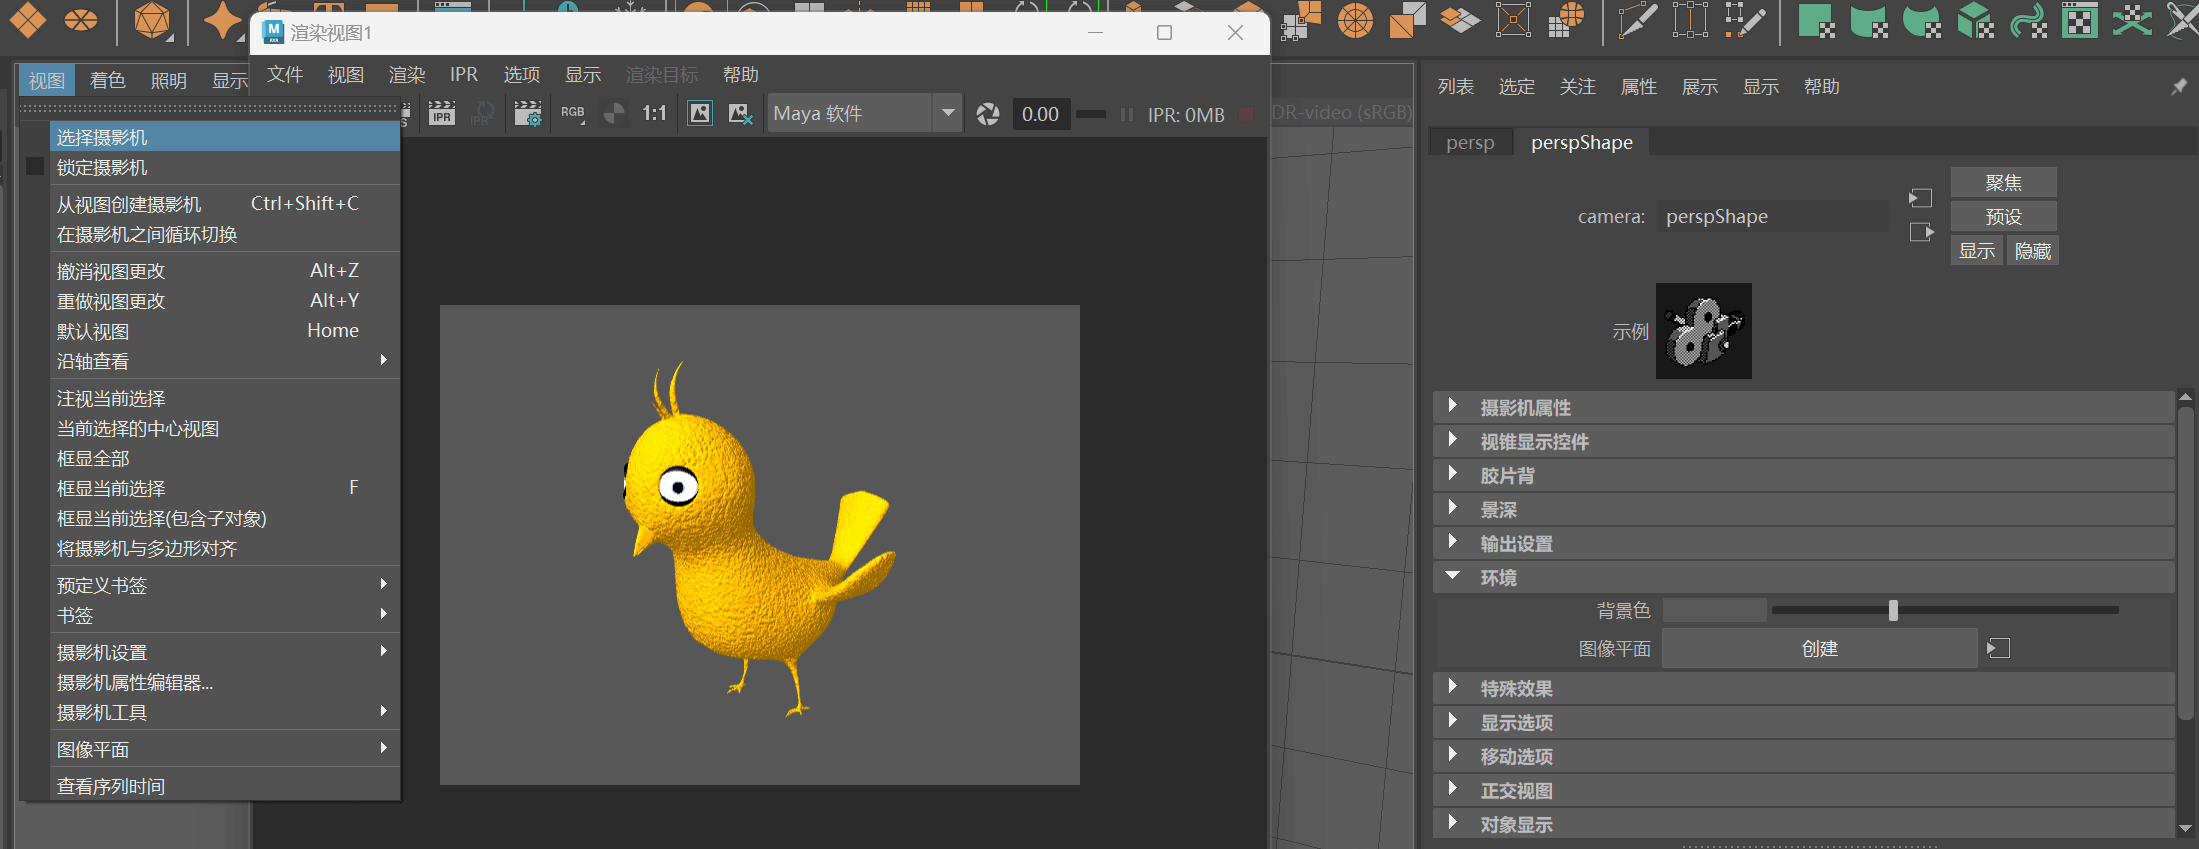 渲染视图1
视图 着色 照明 显示
文件 视图 渲染 IPR 选项 显示 渲染目标 帮助
IPR IPR RGB 1:1 Maya 软件 0.00 IPR: 0MB
DR-video (sRGB)
选择摄影机
锁定摄影机
从视图创建摄影机 Ctrl+Shift+C
在摄影机之间循环切换
撤消视图更改 Alt+Z
重做视图更改 Alt+Y
默认视图 Home
沿轴查看
注视当前选择
当前选择的中心视图
框显全部
框显当前选择 F
框显当前选择(包含子对象)
将摄影机与多边形对齐
预定义书签
书签
摄影机设置
摄影机属性编辑器...
摄影机工具
图像平面
查看序列时间
列表 选定 关注 属性 展示 显示 帮助
persp perspShape
聚焦
camera: perspShape 预设
显示 隐藏
示例
摄影机属性
视锥显示控件
胶片背
景深
输出设置
环境
背景色
图像平面 创建
特殊效果
显示选项
移动选项
正交视图
对象显示